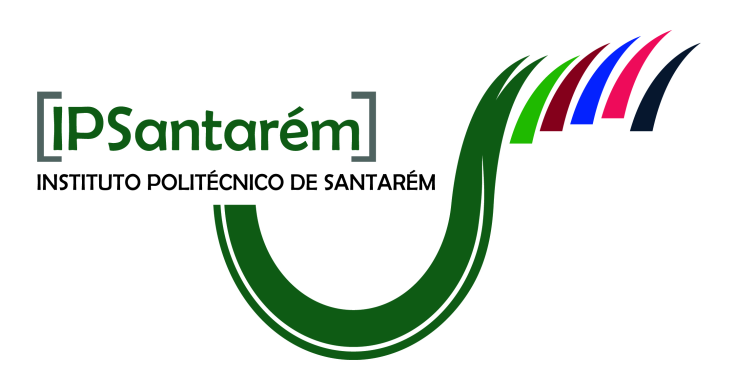 [IPSantarém]
INSTITUTO POLITÉCNICO DE SANTARÉM